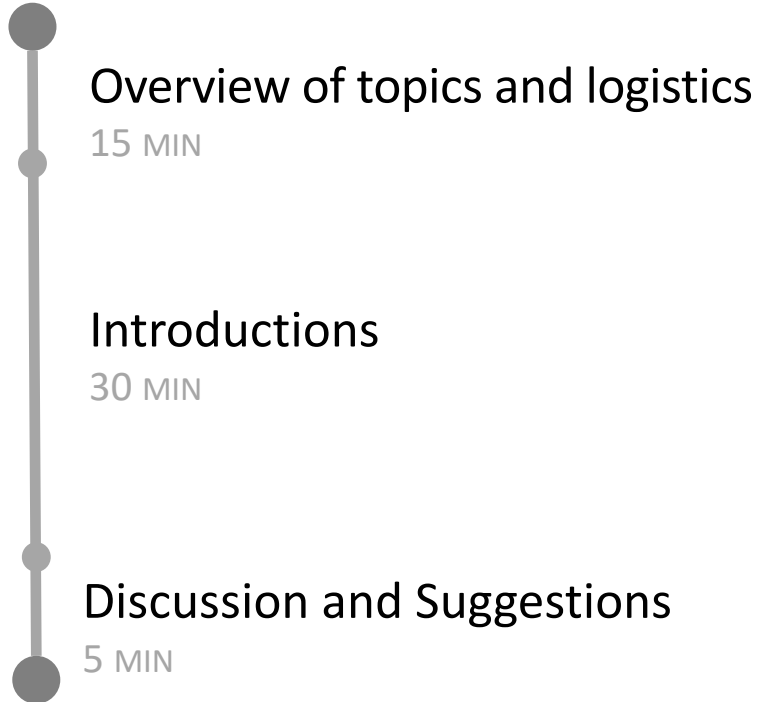 Overview of topics and logistics
15 MIN
Introductions
30 MIN
Discussion and Suggestions
5 MIN